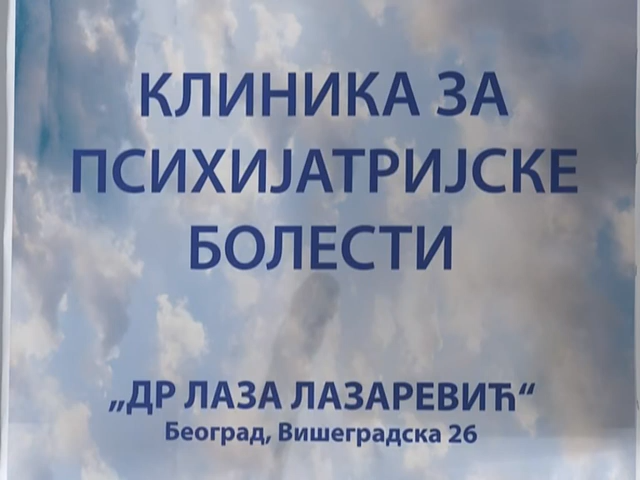 КЛИНИКА ЗА
ПСИХИЈАТРИЈСКЕ
БОЛЕСТИ
„ДР ЛАЗА ЛАЗАРЕВИЋ“
Београд, Вишеградска 26